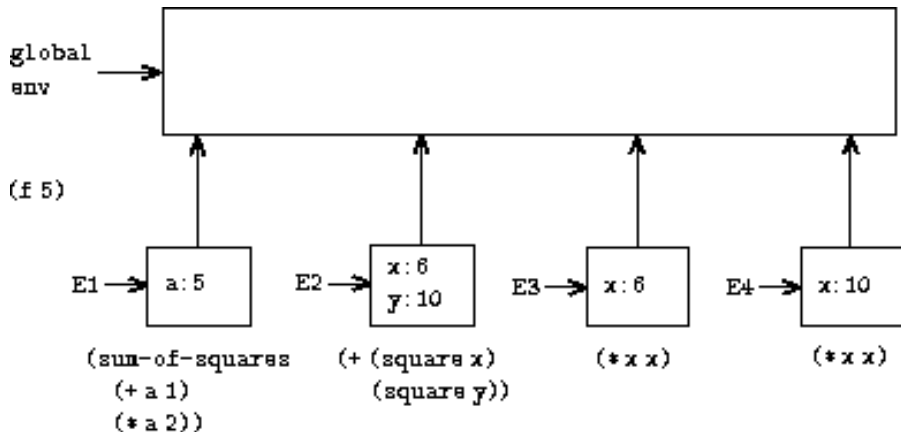 global
env
(f 5)
E1
a:5
E2
x:6
y:10
E3
x:6
E4
x:10
(sum-of-squares
(+ a 1)
(* a 2))
(+ (square x)
(square y))
(* x x)
(* x x)